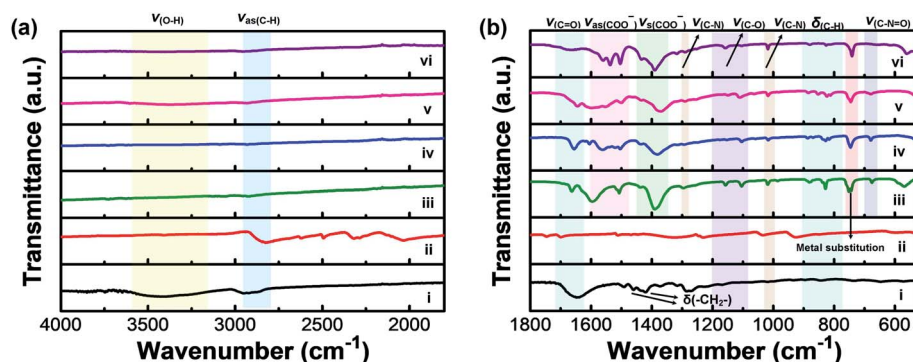 (a)
ν(O-H)
νas(C-H)
Transmittance (a.u.)
vi
v
iv
iii
ii
i
4000 3500 3000 2500 2000
Wavenumber (cm⁻¹)
(b)
ν(C=O) νas(COO⁻) νs(COO⁻) ν(C-N) ν(C-O) ν(C-N) δ(C-H) ν(C-N=O)
Transmittance (a.u.)
vi
v
iv
iii
Metal substitution
ii
δ(-CH₂-)
i
1800 1600 1400 1200 1000 800 600
Wavenumber (cm⁻¹)